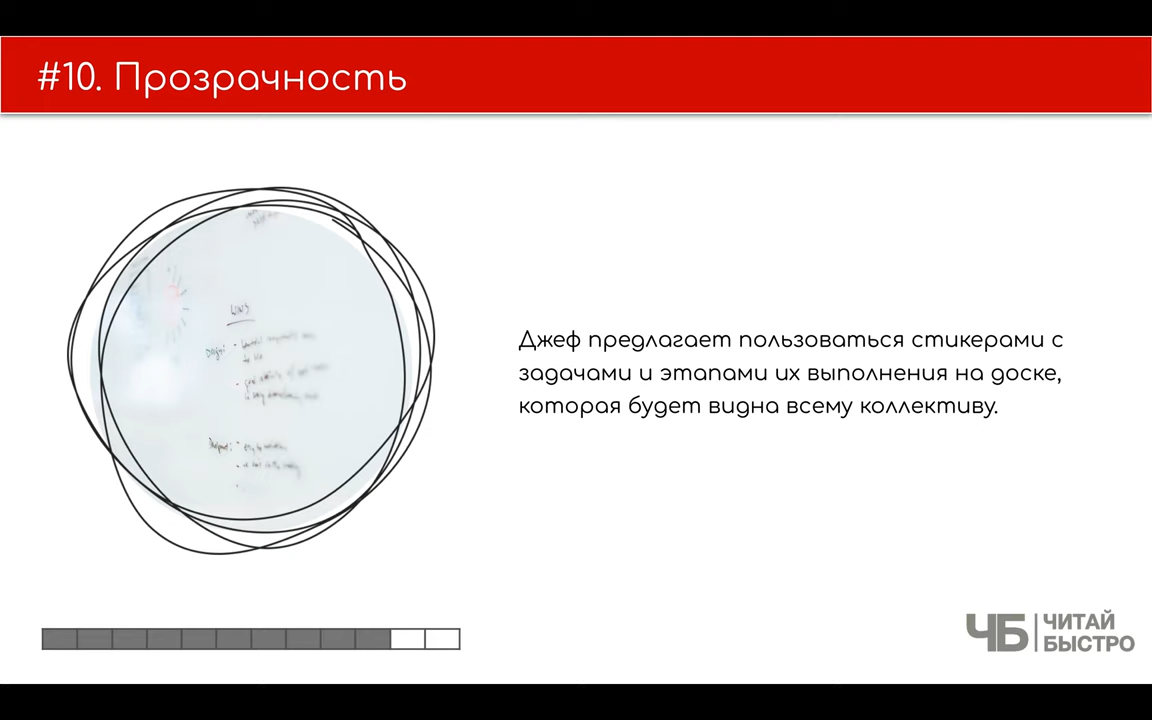 #10. Прозрачность
Джеф предлагает пользоваться стикерами с
задачами и этапами их выполнения на доске,
которая будет видна всему коллективу.
ЧБ
ЧИТАЙ
БЫСТРО